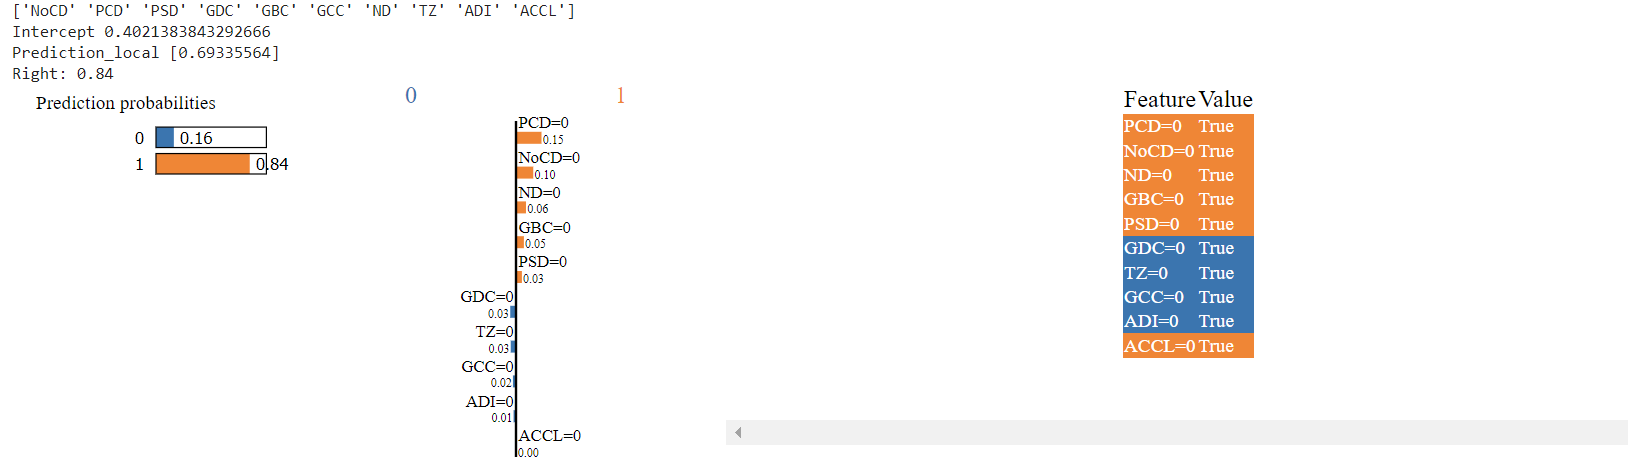 ['NoCD' 'PCD' 'PSD' 'GDC' 'GBC' 'GCC' 'ND' 'TZ' 'ADI' 'ACCL']
Intercept 0.4021383843292666
Prediction_local [0.69335564]
Right: 0.84
Prediction probabilities
0 0.16
1 0.84
0 1
PCD=0
0.15
NoCD=0
0.10
ND=0
0.06
GBC=0
0.05
PSD=0
0.03
GDC=0
0.03
TZ=0
0.03
GCC=0
0.02
ADI=0
0.01
ACCL=0
0.00
Feature Value
PCD=0 True
NoCD=0 True
ND=0 True
GBC=0 True
PSD=0 True
GDC=0 True
TZ=0 True
GCC=0 True
ADI=0 True
ACCL=0 True